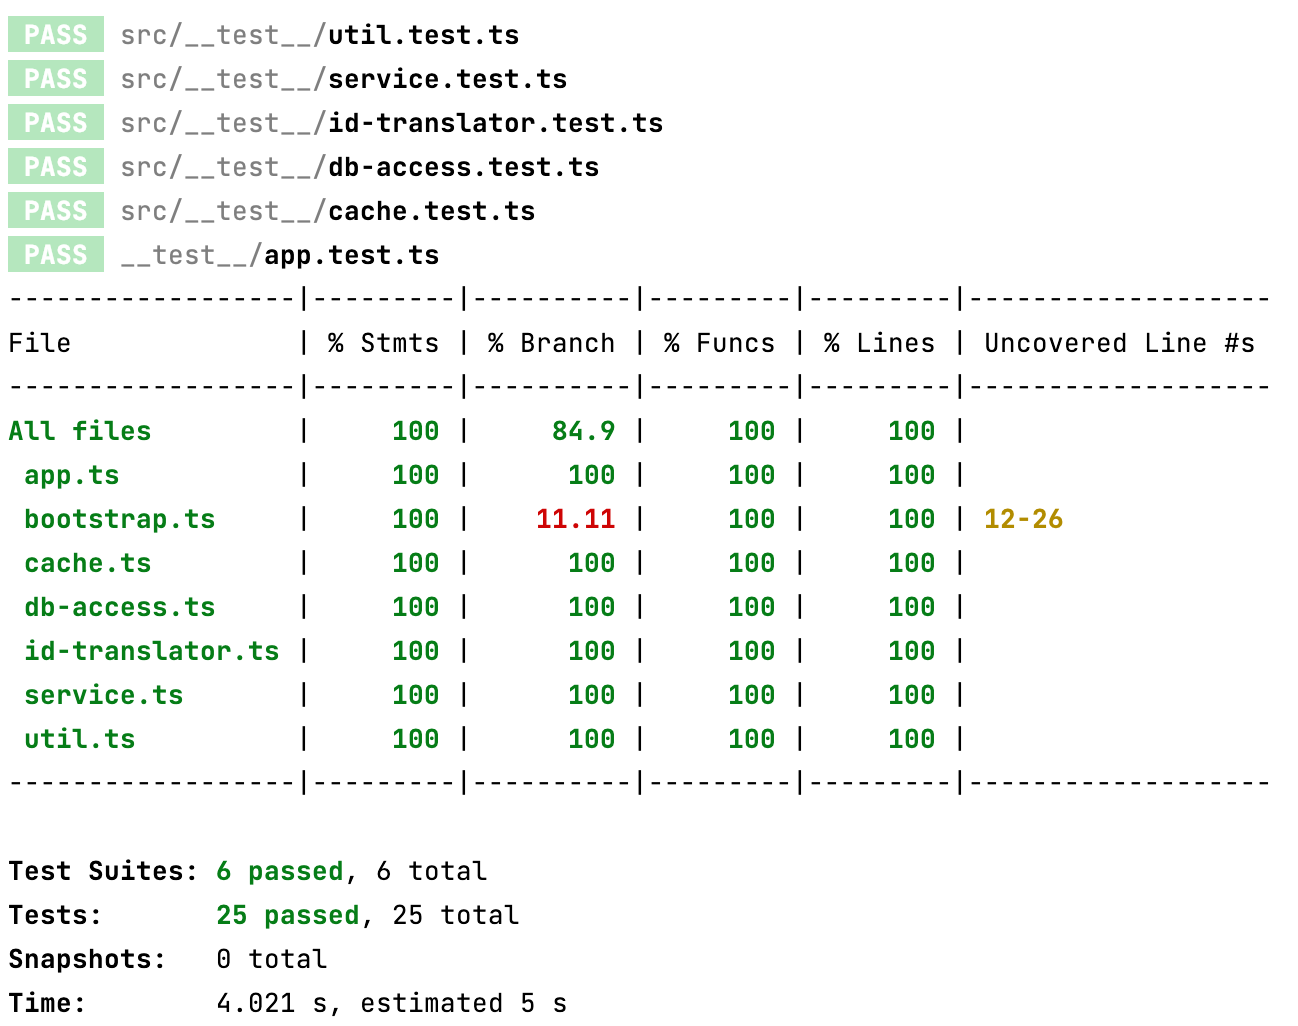 PASS src/__test__/util.test.ts
PASS src/__test__/service.test.ts
PASS src/__test__/id-translator.test.ts
PASS src/__test__/db-access.test.ts
PASS src/__test__/cache.test.ts
PASS __test__/app.test.ts
------------------|---------|----------|---------|---------|-------------------
File              | % Stmts | % Branch | % Funcs | % Lines | Uncovered Line #s
------------------|---------|----------|---------|---------|-------------------
All files         |     100 |     84.9 |     100 |     100 |
 app.ts           |     100 |      100 |     100 |     100 |
 bootstrap.ts     |     100 |    11.11 |     100 |     100 | 12-26
 cache.ts         |     100 |      100 |     100 |     100 |
 db-access.ts     |     100 |      100 |     100 |     100 |
 id-translator.ts |     100 |      100 |     100 |     100 |
 service.ts       |     100 |      100 |     100 |     100 |
 util.ts          |     100 |      100 |     100 |     100 |
------------------|---------|----------|---------|---------|-------------------
Test Suites: 6 passed, 6 total
Tests:       25 passed, 25 total
Snapshots:   0 total
Time:        4.021 s, estimated 5 s